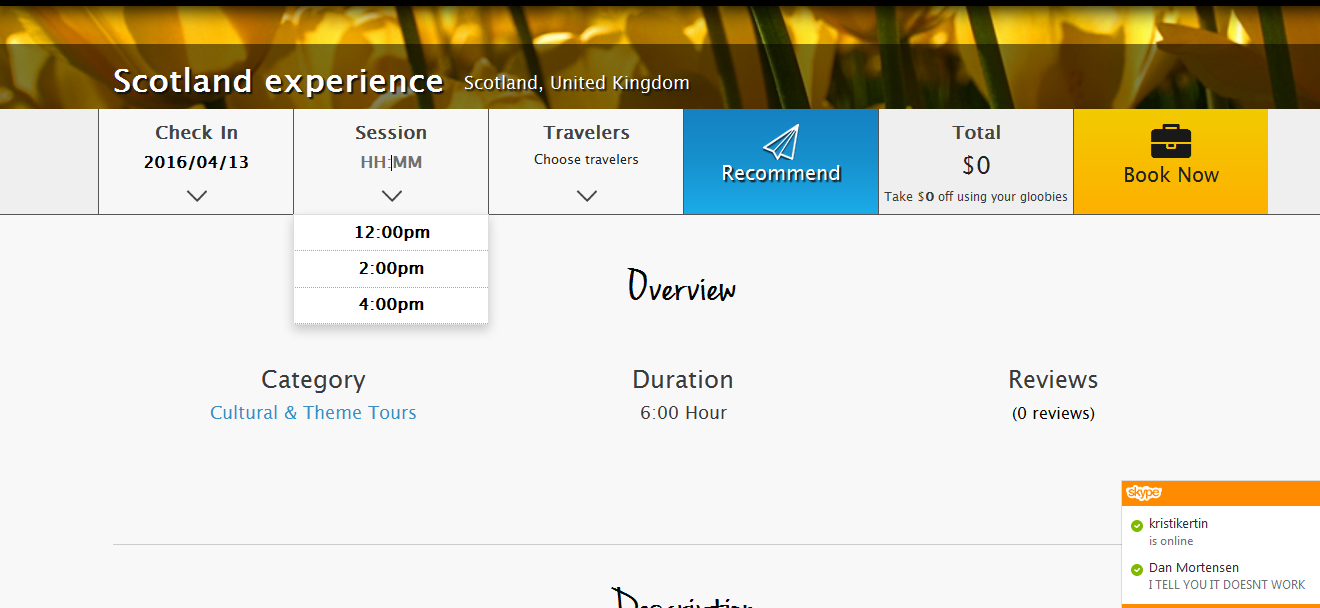 Scotland experience Scotland, United Kingdom
Check In
2016/04/13
Session
HH:MM
12:00pm
2:00pm
4:00pm
Travelers
Choose travelers
Recommend
Total
$0
Take $0 off using your gloobies
Book Now
Overview
Category
Cultural & Theme Tours
Duration
6:00 Hour
Reviews
(0 reviews)
skype
kristikertin
is online
Dan Mortensen
I TELL YOU IT DOESNT WORK
Description